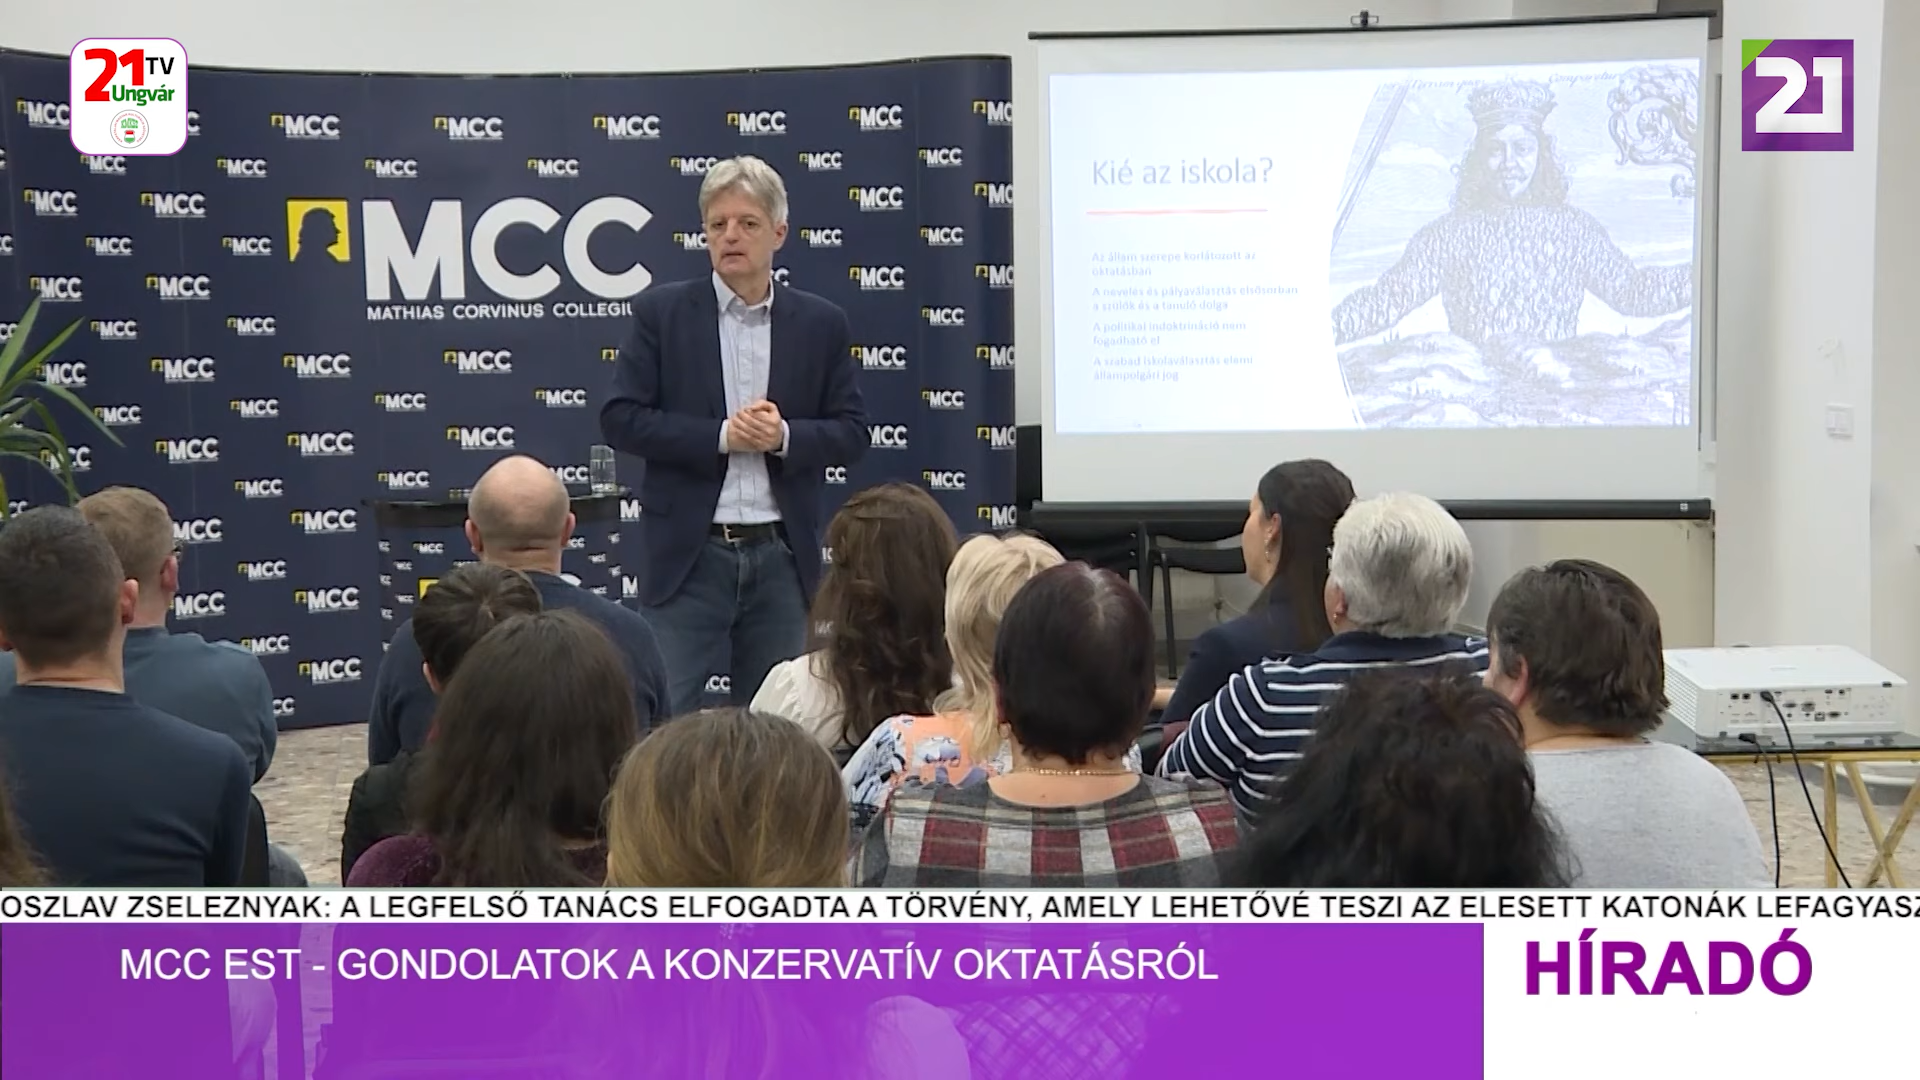 21 TV
Ungvár
21
MCC
MATHIAS CORVINUS COLLEGIU
Kié az iskola?
Az állam szerepe korlátozott az
oktatásban
A nevelés és pályaválasztás elsősorban
a szülők és a tanuló dolga
A politikai indoktrináció nem
fogadható el
A szabad iskolaválasztás elemi
állampolgári jog
OSZLAV ZSELEZNYAK: A LEGFELSŐ TANÁCS ELFOGADTA A TÖRVÉNY, AMELY LEHETŐVÉ TESZI AZ ELESETT KATONÁK LEFAGYASZ
MCC EST - GONDOLATOK A KONZERVATÍV OKTATÁSRÓL
HÍRADÓ